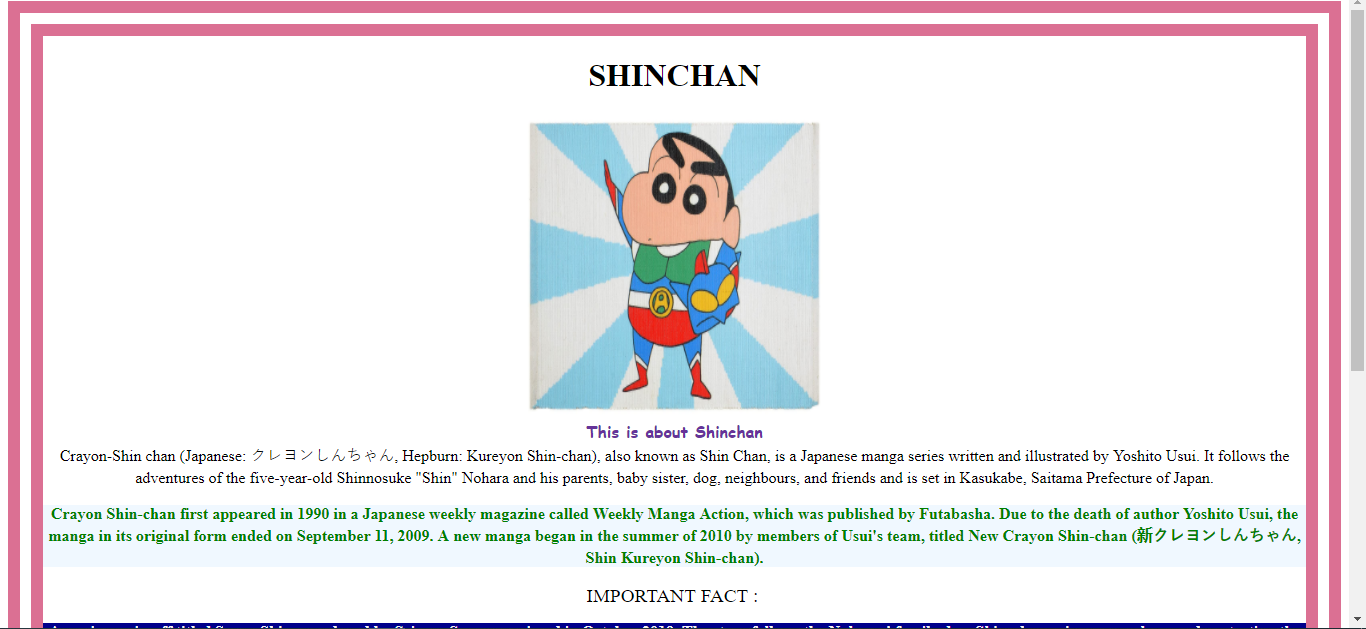 SHINCHAN
This is about Shinchan
Crayon-Shin chan (Japanese: クレヨンしんちゃん, Hepburn: Kureyon Shin-chan), also known as Shin Chan, is a Japanese manga series written and illustrated by Yoshito Usui. It follows the
adventures of the five-year-old Shinnosuke "Shin" Nohara and his parents, baby sister, dog, neighbours, and friends and is set in Kasukabe, Saitama Prefecture of Japan.
Crayon Shin-chan first appeared in 1990 in a Japanese weekly magazine called Weekly Manga Action, which was published by Futabasha. Due to the death of author Yoshito Usui, the
manga in its original form ended on September 11, 2009. A new manga began in the summer of 2010 by members of Usui's team, titled New Crayon Shin-chan (新クレヨンしんちゃん,
Shin Kureyon Shin-chan).
IMPORTANT FACT :